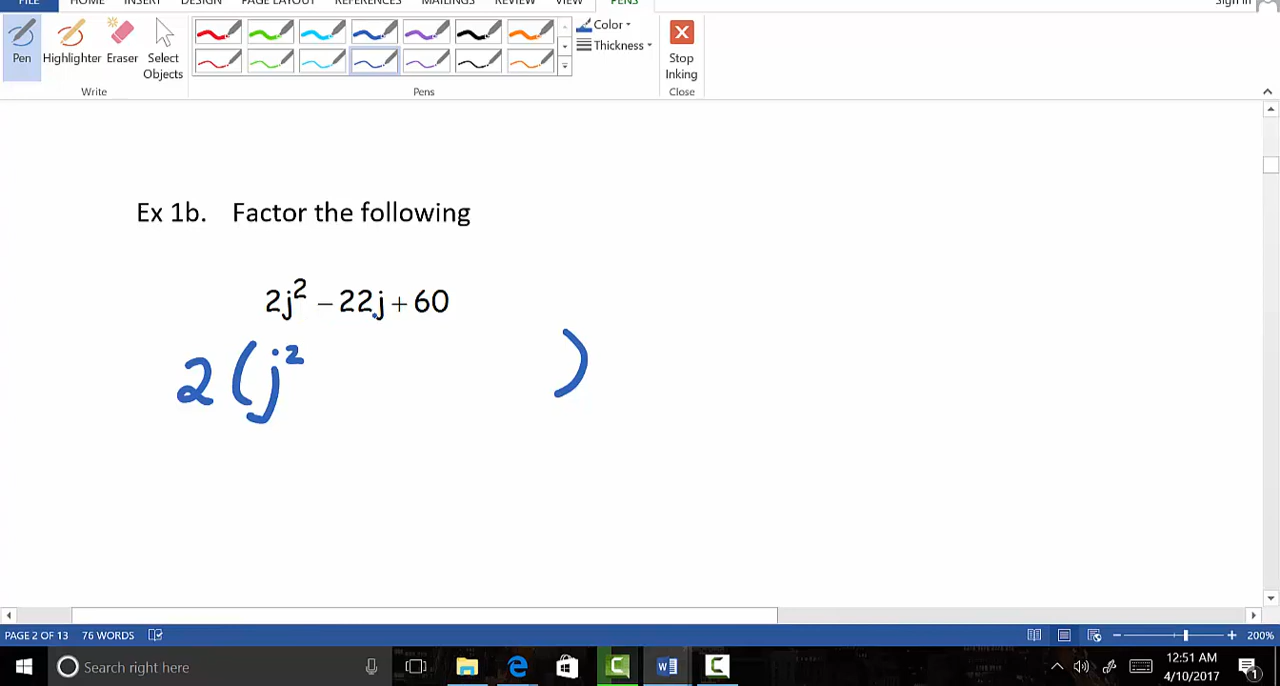 FILE HOME INSERT DESIGN PAGE LAYOUT REFERENCES MAILINGS REVIEW VIEW PENS Sign in
Pen Highlighter Eraser Select Objects Color Thickness Stop Inking
Write Pens Close
Ex 1b. Factor the following
2j² − 22j + 60
2 ( j² )
PAGE 2 OF 13 76 WORDS 200%
Search right here 12:51 AM
4/10/2017 1